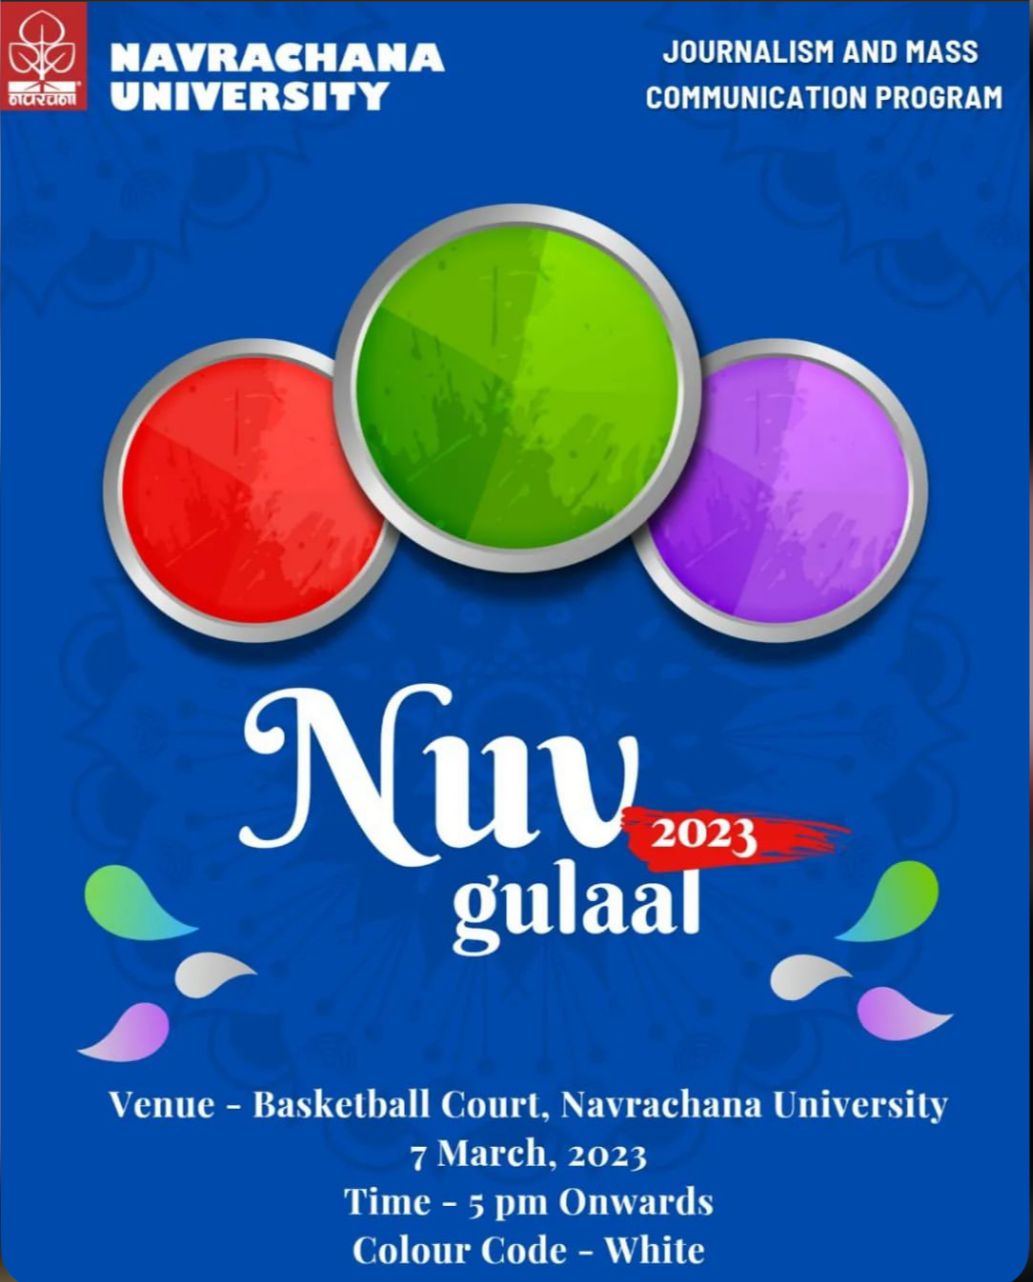 નવરચના
NAVRACHANA
UNIVERSITY
JOURNALISM AND MASS
COMMUNICATION PROGRAM
Nuv
2023
gulaal
Venue - Basketball Court, Navrachana University
7 March, 2023
Time - 5 pm Onwards
Colour Code - White